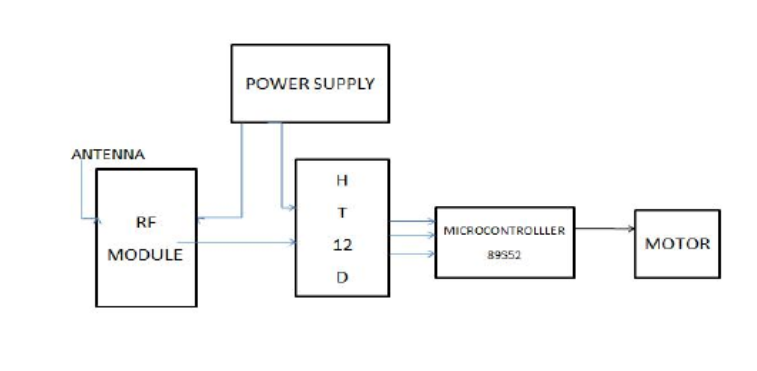 POWER SUPPLY
ANTENNA
RF
MODULE
H
T
12
D
MICROCONTROLLLER
89S52
MOTOR